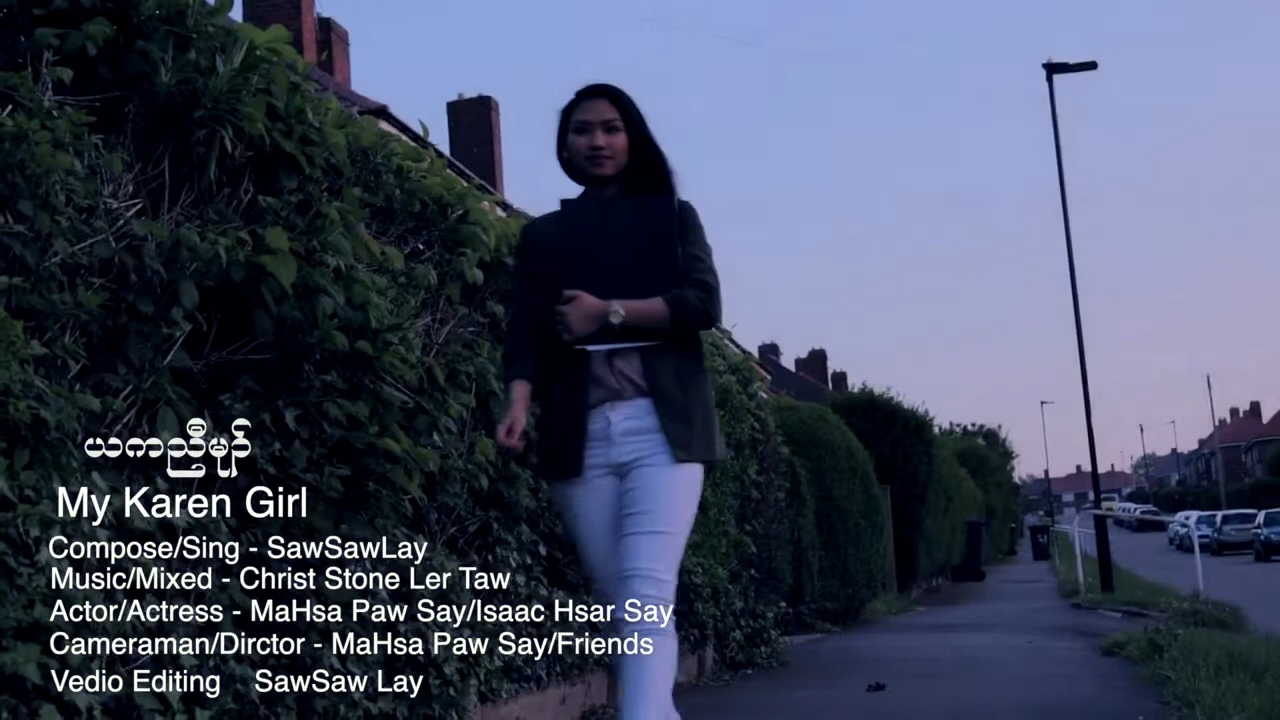 ယကညီမုၣ်
My Karen Girl
Compose/Sing - SawSawLay
Music/Mixed - Christ Stone Ler Taw
Actor/Actress - MaHsa Paw Say/Isaac Hsar Say
Cameraman/Dirctor - MaHsa Paw Say/Friends
Vedio Editing SawSaw Lay